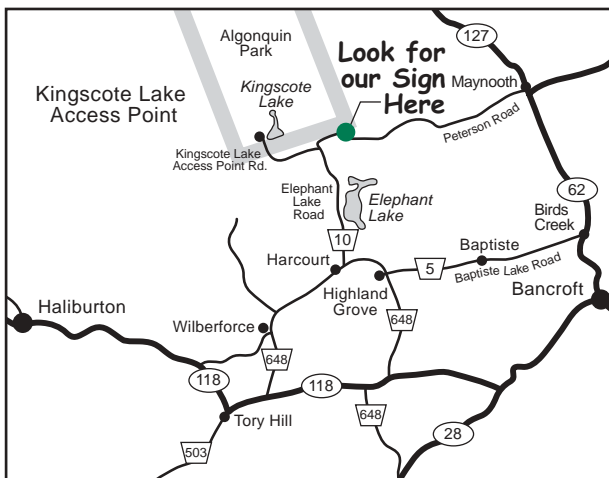 Algonquin
Park
127
Look for
our Sign
Here
Maynooth
Kingscote Lake
Access Point
Kingscote
Lake
Peterson Road
Kingscote Lake
Access Point Rd.
Elephant
Lake
Road
Elephant
Lake
62
Birds
Creek
10
Baptiste
Harcourt
5
Baptiste Lake Road
Highland
Grove
Bancroft
Haliburton
Wilberforce
648
648
118
118
Tory Hill
648
28
503